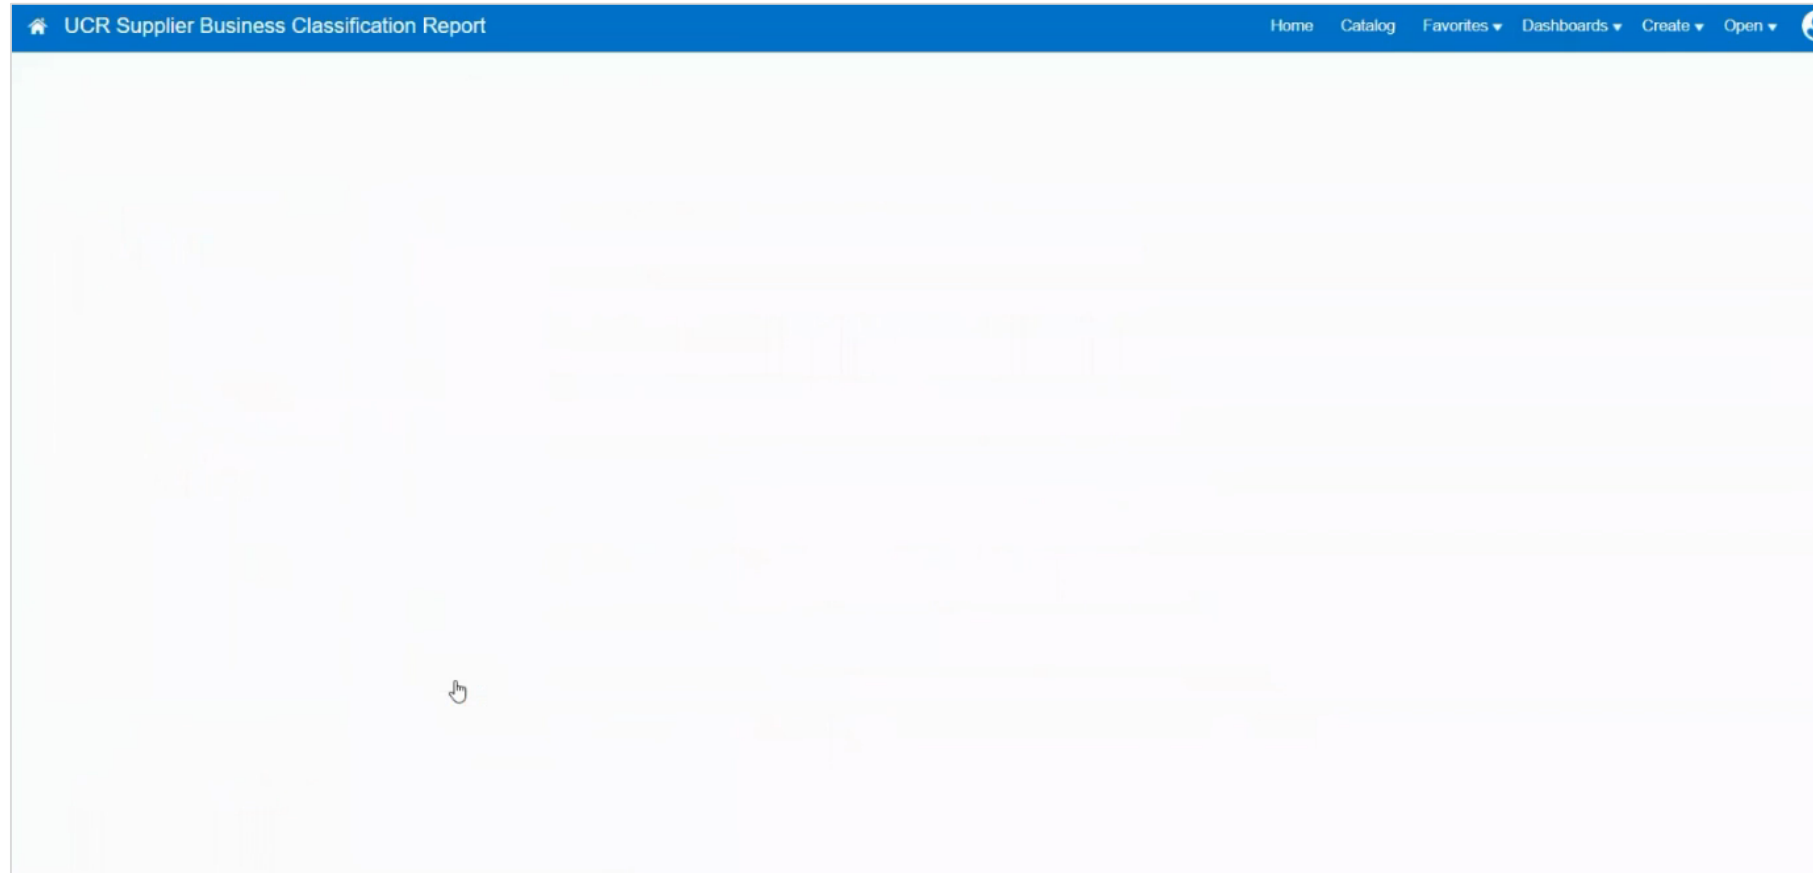 UCR Supplier Business Classification Report
Home Catalog Favorites Dashboards Create Open